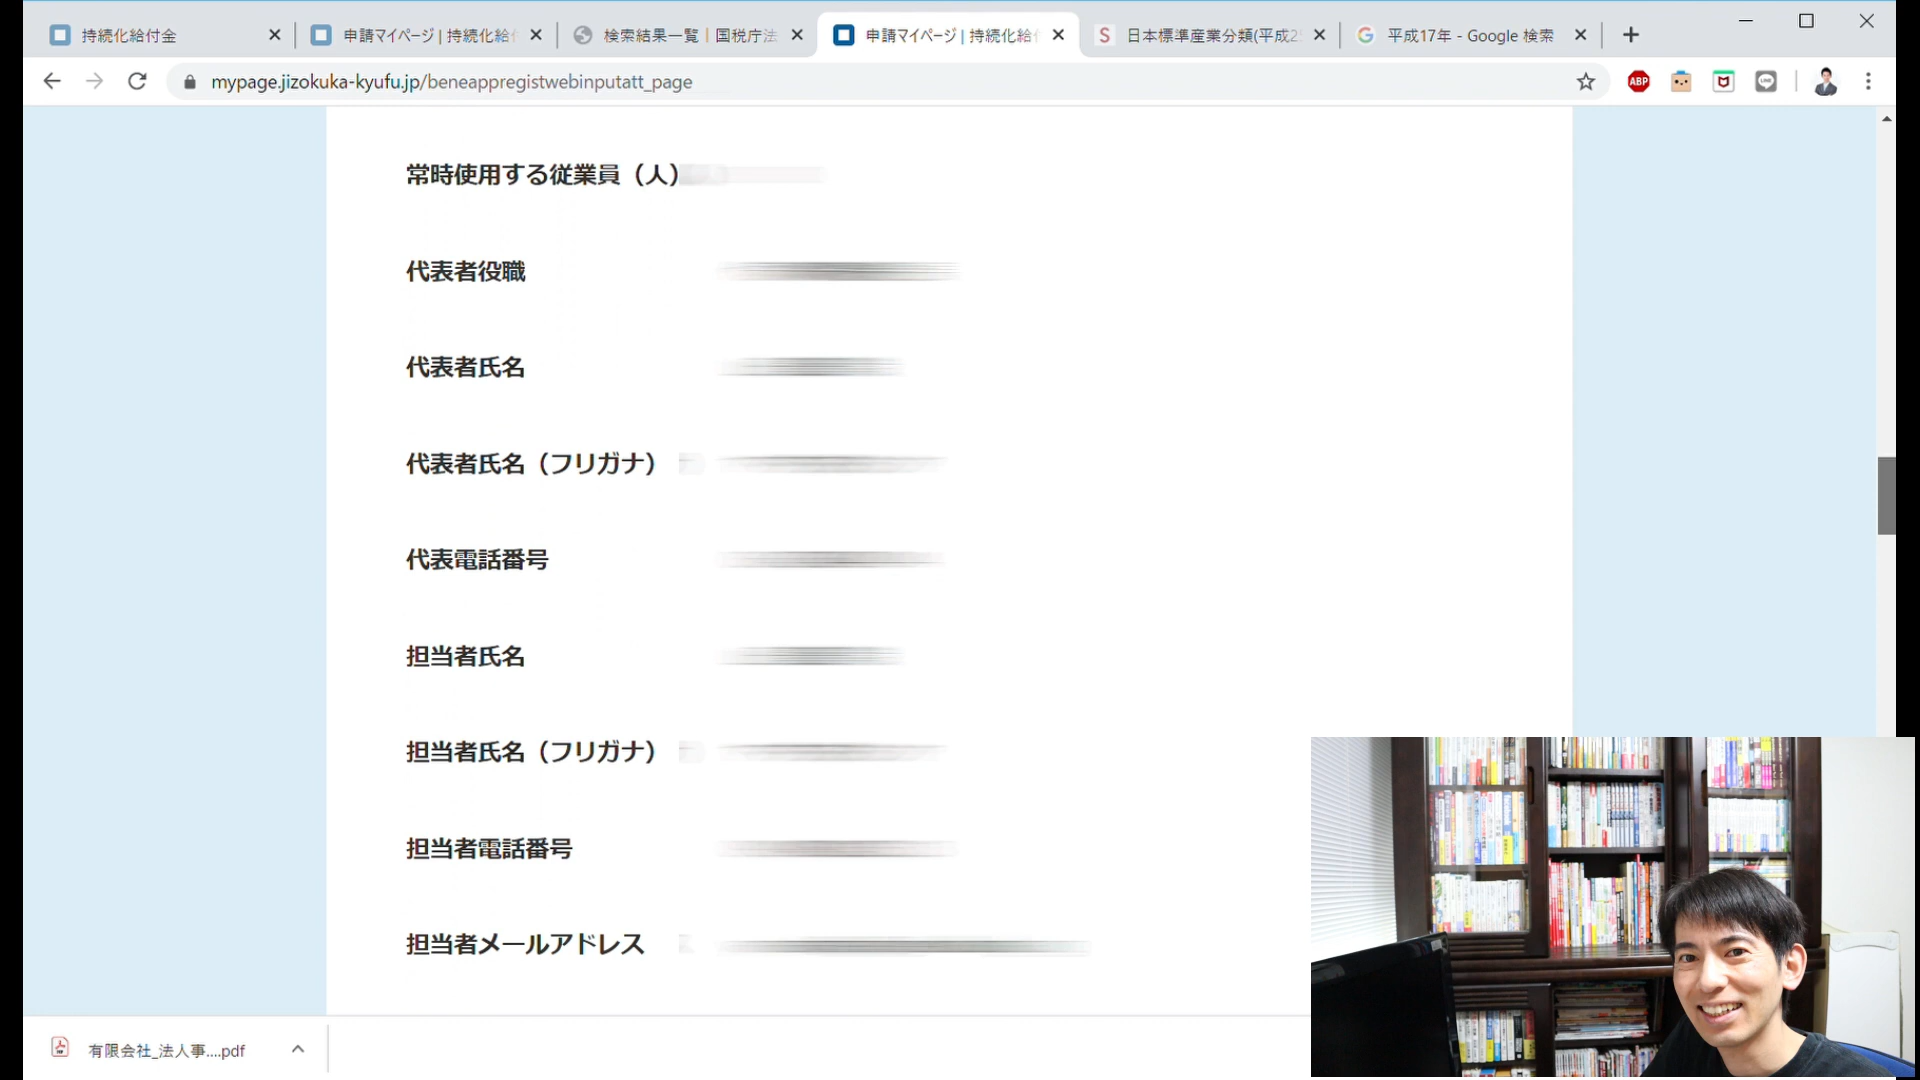 持続化給付金
申請マイページ | 持続化給
検索結果一覧｜国税庁法
申請マイページ | 持続化給
日本標準産業分類(平成2
平成17年 - Google 検索
mypage.jizokuka-kyufu.jp/beneappregistwebinputatt_page
ABP
常時使用する従業員（人）
代表者役職
代表者氏名
代表者氏名（フリガナ）
代表電話番号
担当者氏名
担当者氏名（フリガナ）
担当者電話番号
担当者メールアドレス
有限会社_法人事....pdf